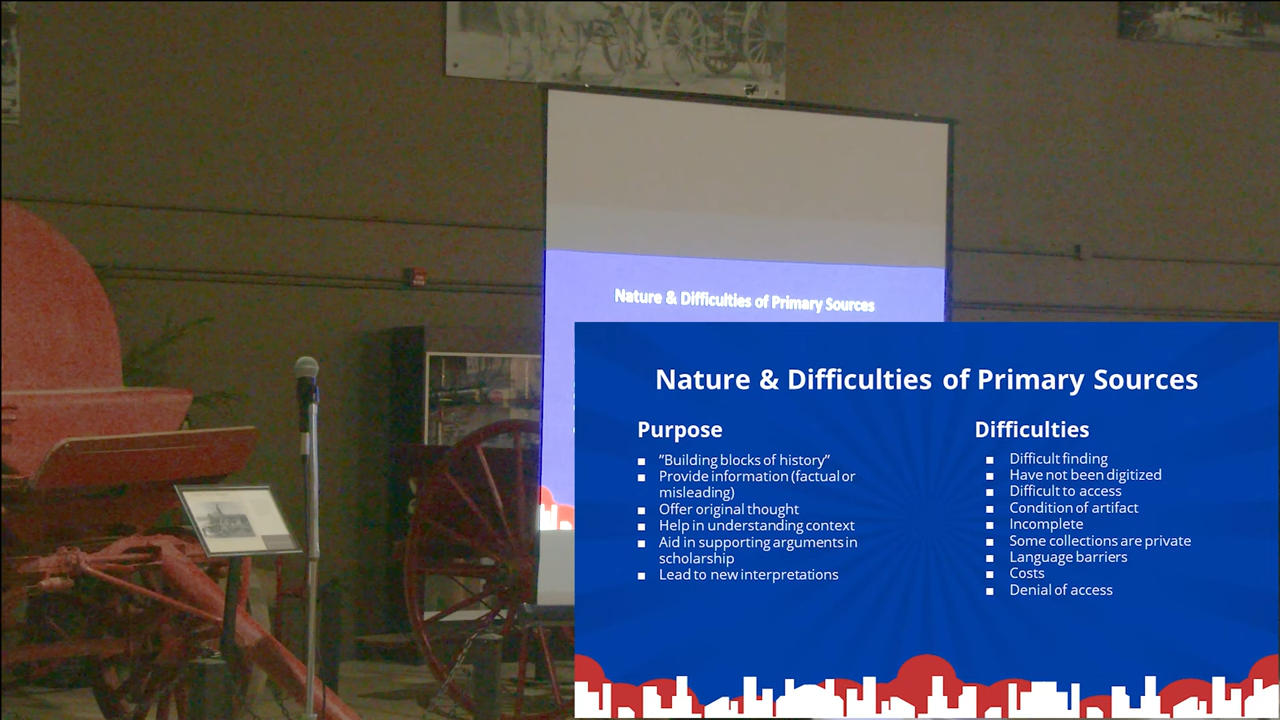 Nature & Difficulties of Primary Sources
Nature & Difficulties of Primary Sources
Purpose
"Building blocks of history"
Provide information (factual or
misleading)
Offer original thought
Help in understanding context
Aid in supporting arguments in
scholarship
Lead to new interpretations
Difficulties
Difficult finding
Have not been digitized
Difficult to access
Condition of artifact
Incomplete
Some collections are private
Language barriers
Costs
Denial of access